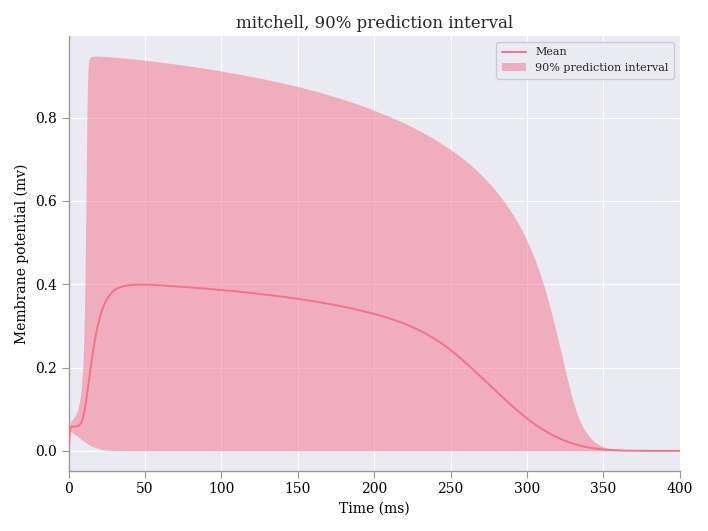 mitchell, 90% prediction interval
Mean
90% prediction interval
Membrane potential (mv)
0.8
0.6
0.4
0.2
0.0
0 50 100 150 200 250 300 350 400
Time (ms)